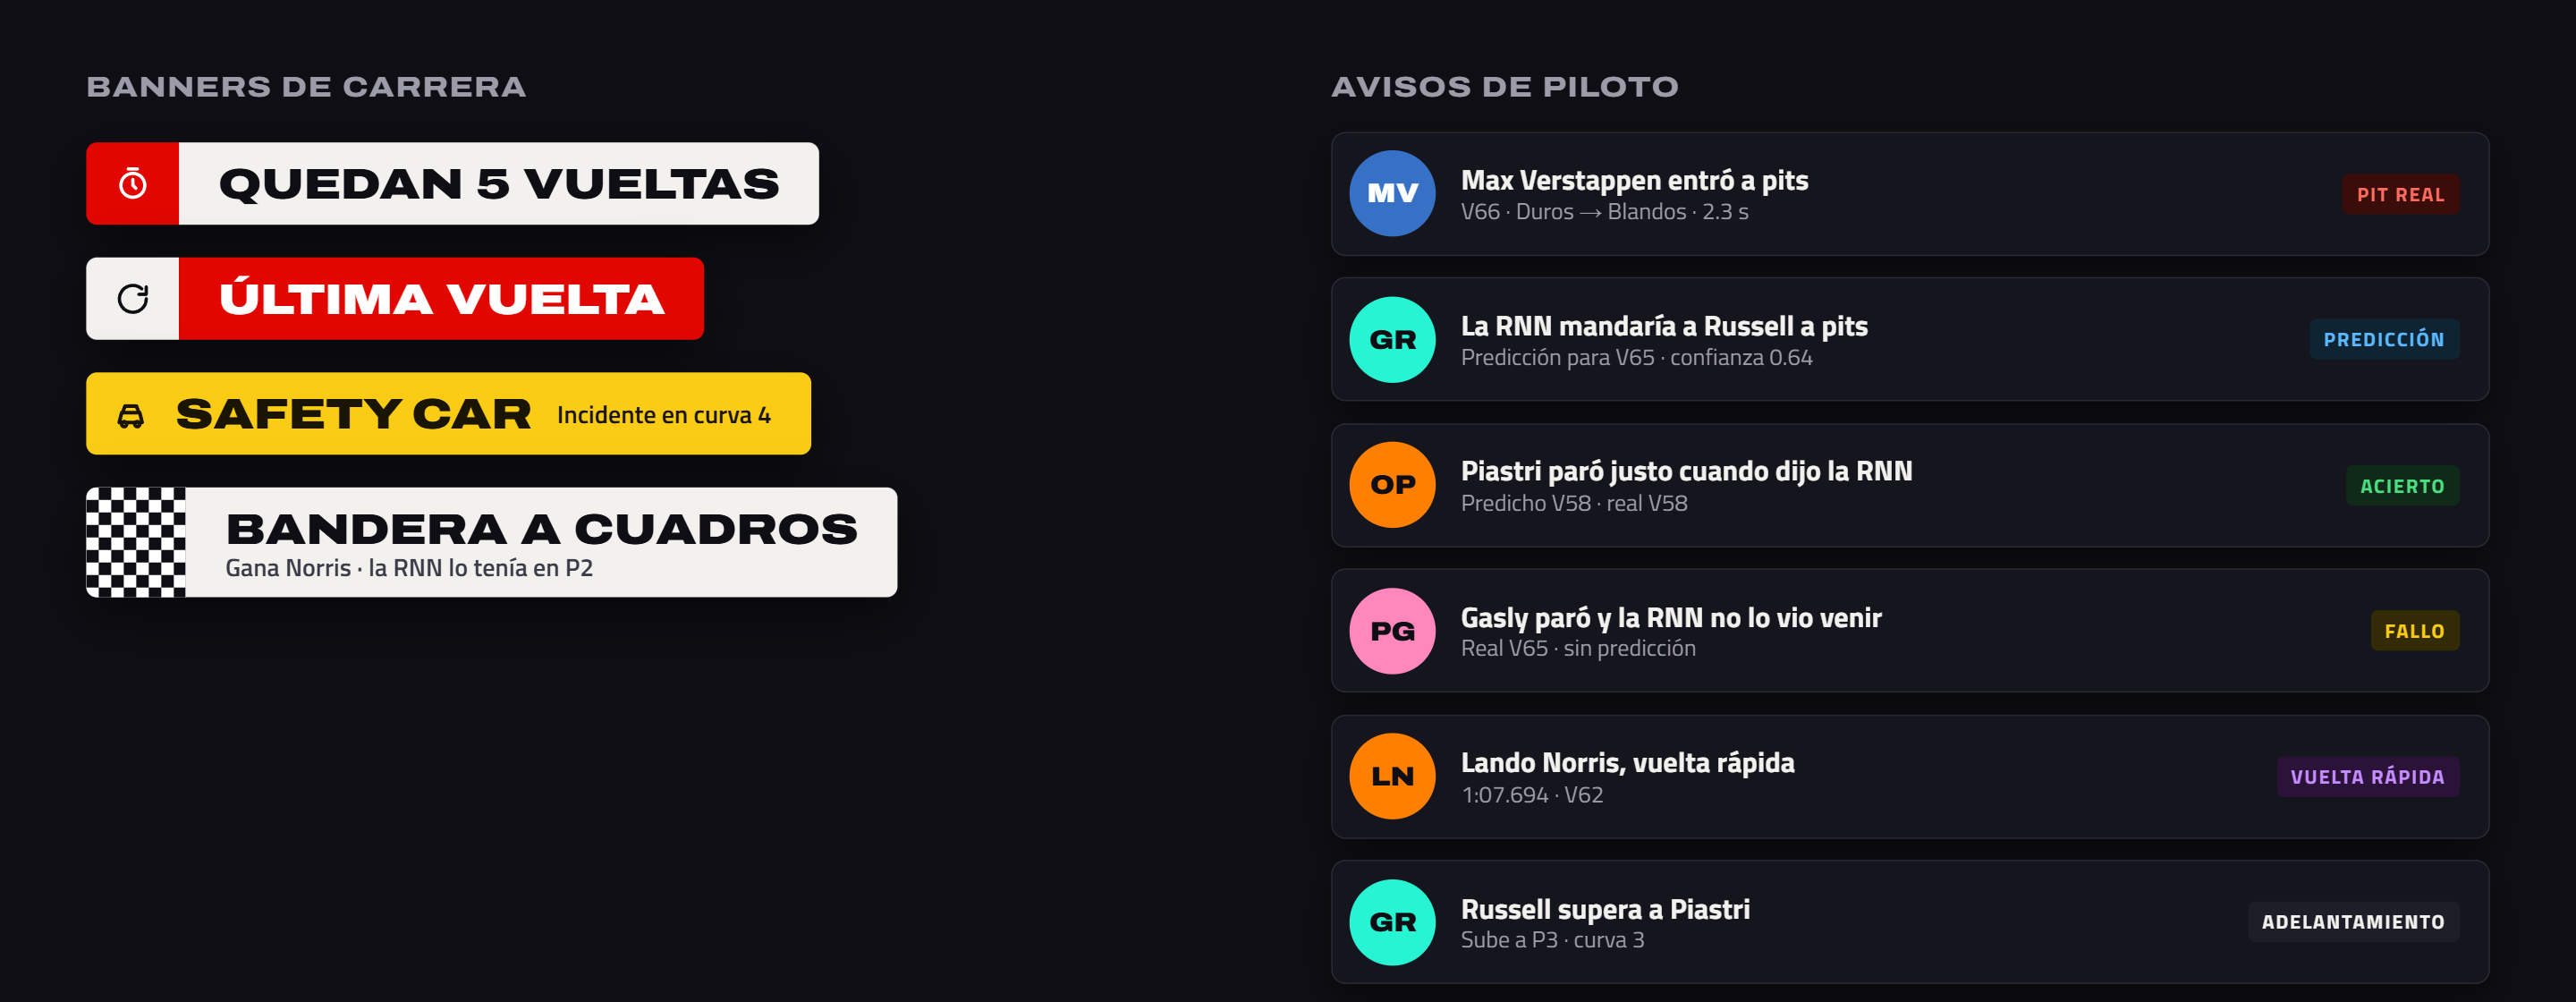 BANNERS DE CARRERA
QUEDAN 5 VUELTAS
ÚLTIMA VUELTA
SAFETY CAR Incidente en curva 4
BANDERA A CUADROS
Gana Norris · la RNN lo tenía en P2
AVISOS DE PILOTO
MV
Max Verstappen entró a pits
V66 · Duros → Blandos · 2.3 s
PIT REAL
GR
La RNN mandaría a Russell a pits
Predicción para V65 · confianza 0.64
PREDICCIÓN
OP
Piastri paró justo cuando dijo la RNN
Predicho V58 · real V58
ACIERTO
PG
Gasly paró y la RNN no lo vio venir
Real V65 · sin predicción
FALLO
LN
Lando Norris, vuelta rápida
1:07.694 · V62
VUELTA RÁPIDA
GR
Russell supera a Piastri
Sube a P3 · curva 3
ADELANTAMIENTO